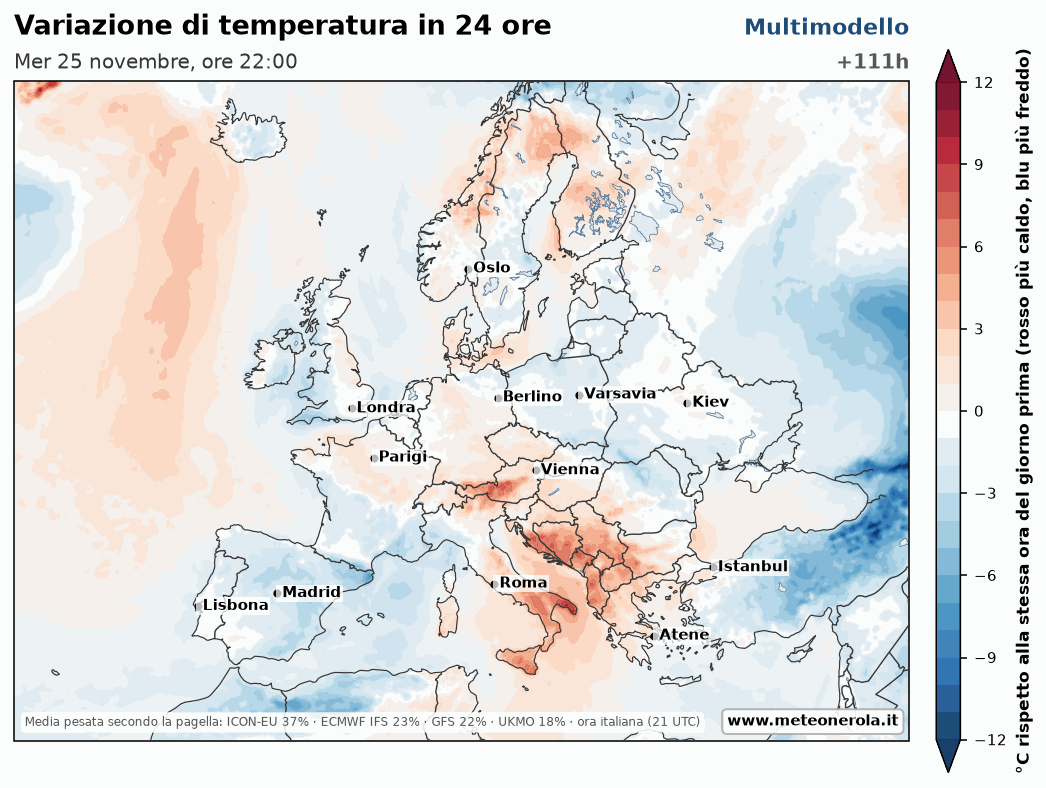 Variazione di temperatura in 24 ore
Multimodello
Mer 25 novembre, ore 22:00
+111h
Oslo
Londra
Berlino
Varsavia
Kiev
Parigi
Vienna
Istanbul
Roma
Madrid
Lisbona
Atene
Media pesata secondo la pagella: ICON-EU 37% · ECMWF IFS 23% · GFS 22% · UKMO 18% · ora italiana (21 UTC)
www.meteonerola.it
12
9
6
3
0
−3
−6
−9
−12
°C rispetto alla stessa ora del giorno prima (rosso più caldo, blu più freddo)